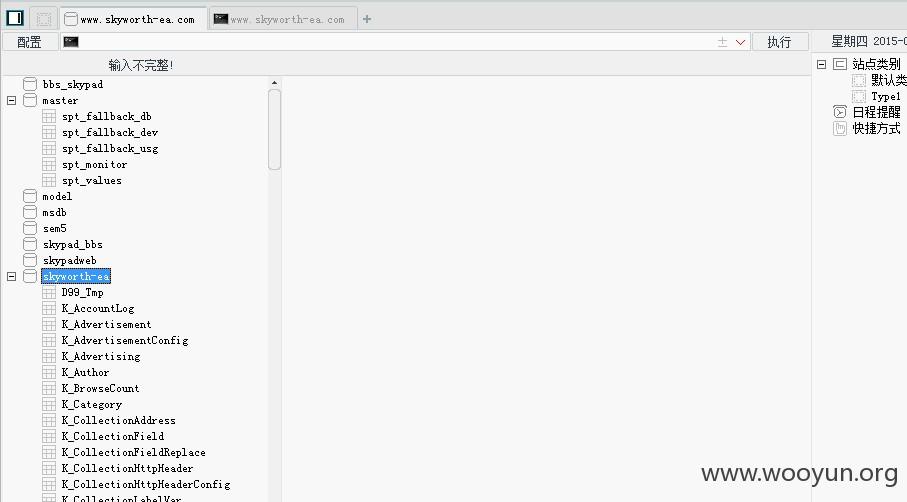 www.skyworth-ea.com
www.skyworth-ea.com
配置
执行
输入不完整!
bbs_skypad
master
spt_fallback_db
spt_fallback_dev
spt_fallback_usg
spt_monitor
spt_values
model
msdb
sem5
skypad_bbs
skypadweb
skyworth-ea
D99_Tmp
K_AccountLog
K_Advertisement
K_AdvertisementConfig
K_Advertising
K_Author
K_BrowseCount
K_Category
K_CollectionAddress
K_CollectionField
K_CollectionFieldReplace
K_CollectionHttpHeader
K_CollectionHttpHeaderConfig
K_CollectionLabelVar
星期四 2015-0
站点类别
默认类
Type1
日程提醒
快捷方式
www.wooyun.org